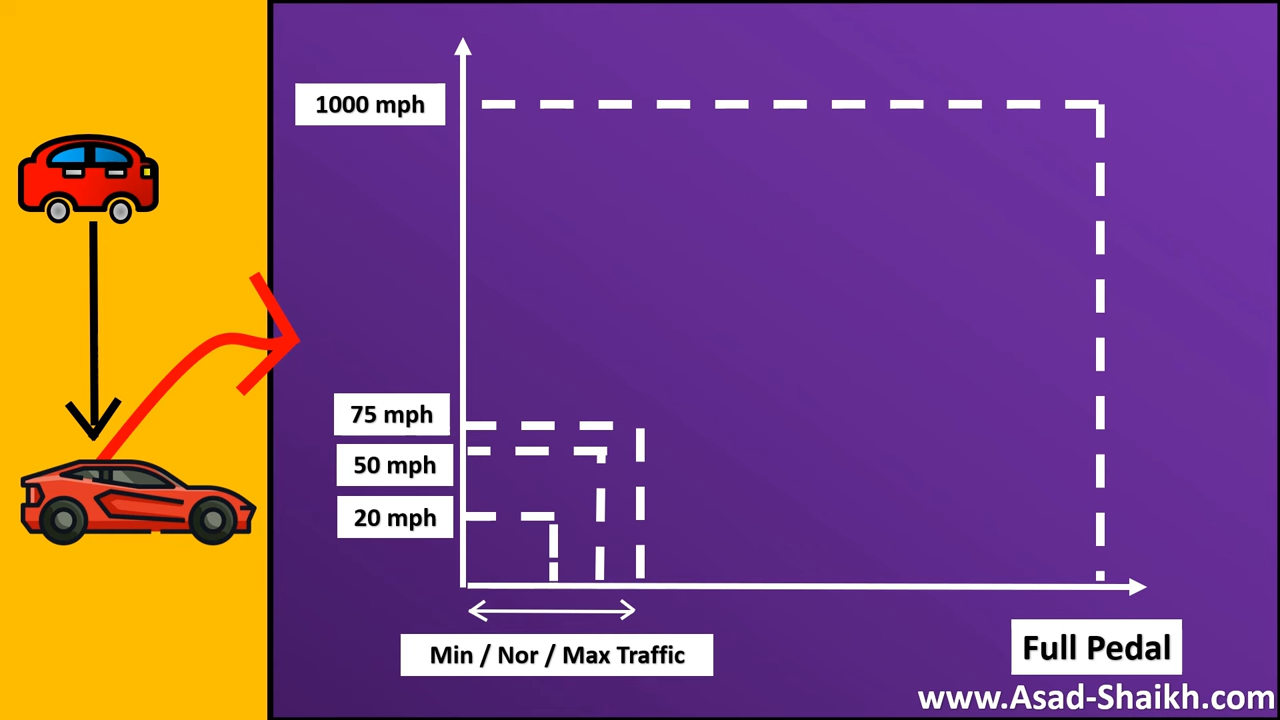 1000 mph
75 mph
50 mph
20 mph
Min / Nor / Max Traffic
Full Pedal
www.Asad-Shaikh.com